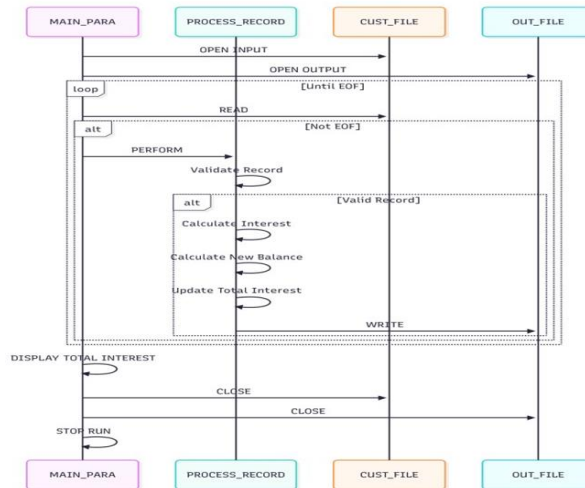 MAIN_PARA
PROCESS_RECORD
CUST_FILE
OUT_FILE
OPEN INPUT
OPEN OUTPUT
loop
[Until EOF]
READ
alt
[Not EOF]
PERFORM
Validate Record
alt
[Valid Record]
Calculate Interest
Calculate New Balance
Update Total Interest
WRITE
DISPLAY TOTAL INTEREST
CLOSE
CLOSE
STOP RUN
MAIN_PARA
PROCESS_RECORD
CUST_FILE
OUT_FILE